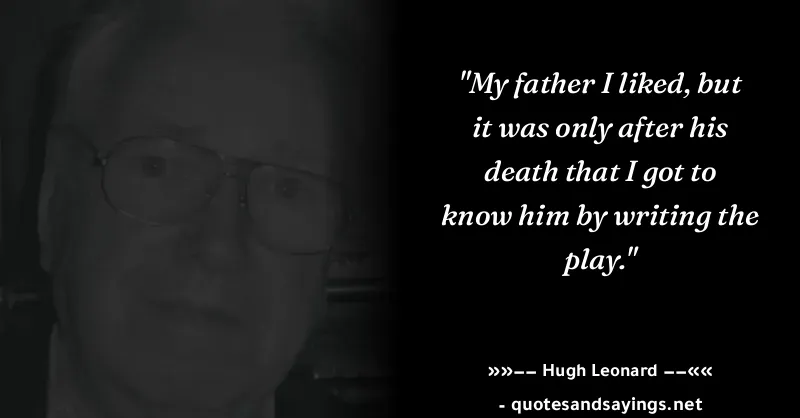 "My father I liked, but
it was only after his
death that I got to
know him by writing the
play."
»»−− Hugh Leonard −−««
- quotesandsayings.net